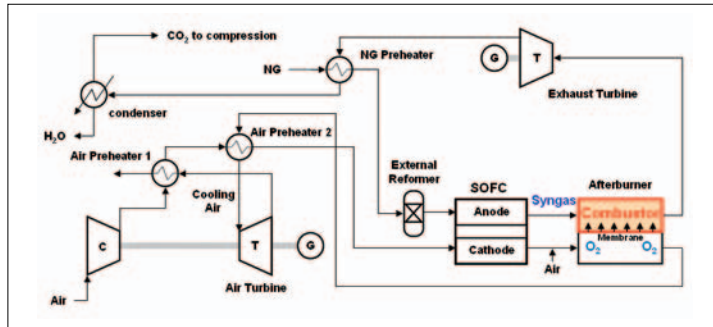 CO2 to compression
NG Preheater
G
T
NG
Exhaust Turbine
condenser
H2O
Air Preheater 1
Air Preheater 2
External
Reformer
SOFC
Afterburner
Cooling
Air
Syngas
Anode
Combustor
Membrane
C
T
G
Cathode
O2
O2
Air
Air Turbine
Air